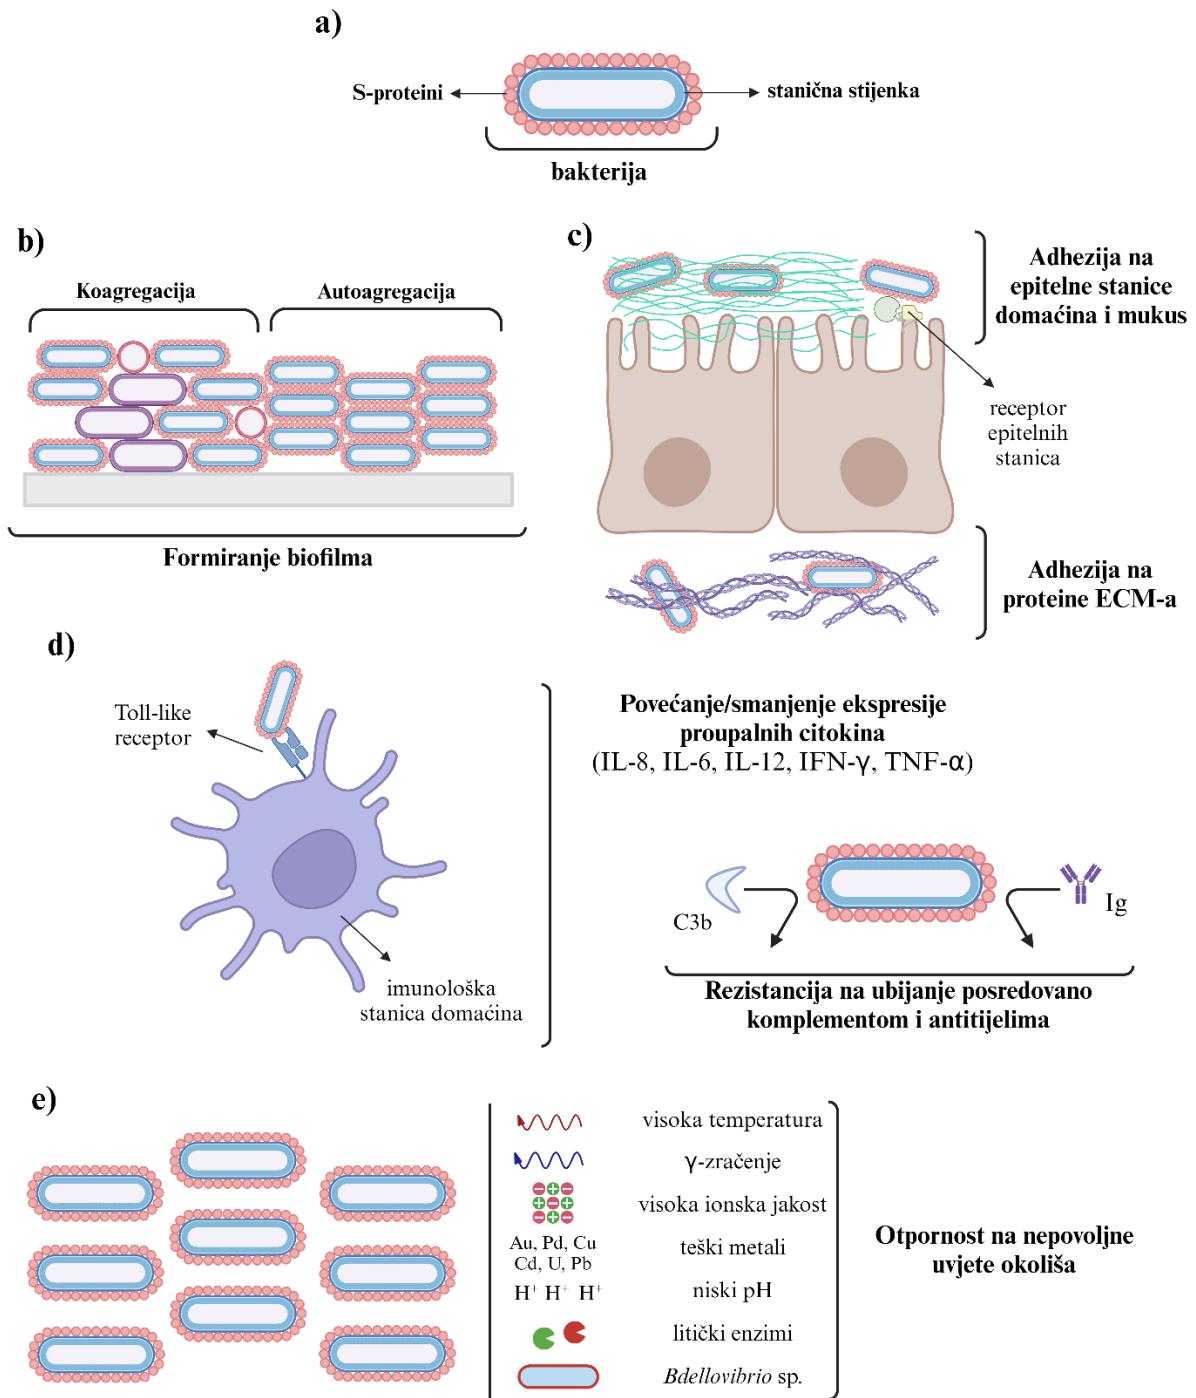 a)
S-proteini
stanična stijenka
bakterija
b)
Koagregacija
Autoagregacija
Formiranje biofilma
c)
Adhezija na
epitelne stanice
domaćina i mukus
receptor
epitelnih
stanica
Adhezija na
proteine ECM-a
d)
Toll-like
receptor
imunološka
stanica domaćina
Povećanje/smanjenje ekspresije
proupalnih citokina
(IL-8, IL-6, IL-12, IFN-γ, TNF-α)
C3b
Ig
Rezistancija na ubijanje posredovano
komplementom i antitijelima
e)
visoka temperatura
γ-zračenje
visoka ionska jakost
Au, Pd, Cu
Cd, U, Pb
teški metali
H⁺ H⁺ H⁺
niski pH
litički enzimi
Bdellovibrio sp.
Otpornost na nepovoljne
uvjete okoliša